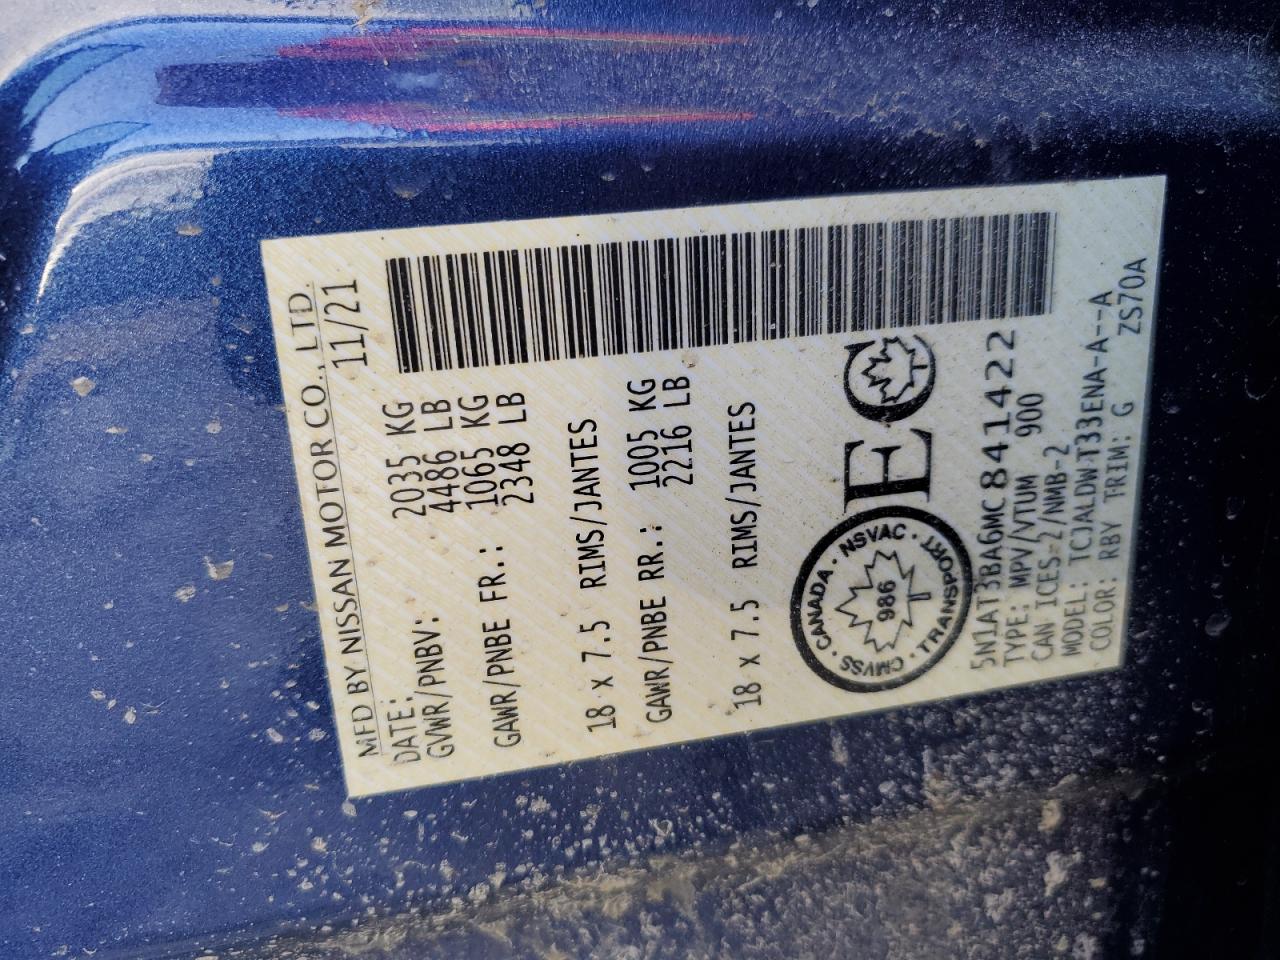 MFD BY NISSAN MOTOR CO., LTD.
DATE: 11/21
GVWR/PNBV: 2035 KG
4486 LB
GAWR/PNBE FR.: 1065 KG
2348 LB
18 x 7.5 RIMS/JANTES
GAWR/PNBE RR.: 1005 KG
2216 LB
18 x 7.5 RIMS/JANTES
CANADA · NSVAC · TRANSPORT · CMVSS ·
986
EC
5N1AT3BA6MC841422
TYPE: MPV/VTUM 900
CAN ICES-2/NMB-2
MODEL: TCJALDWT33ENA-A--A
COLOR: RBY TRIM: G ZS70A